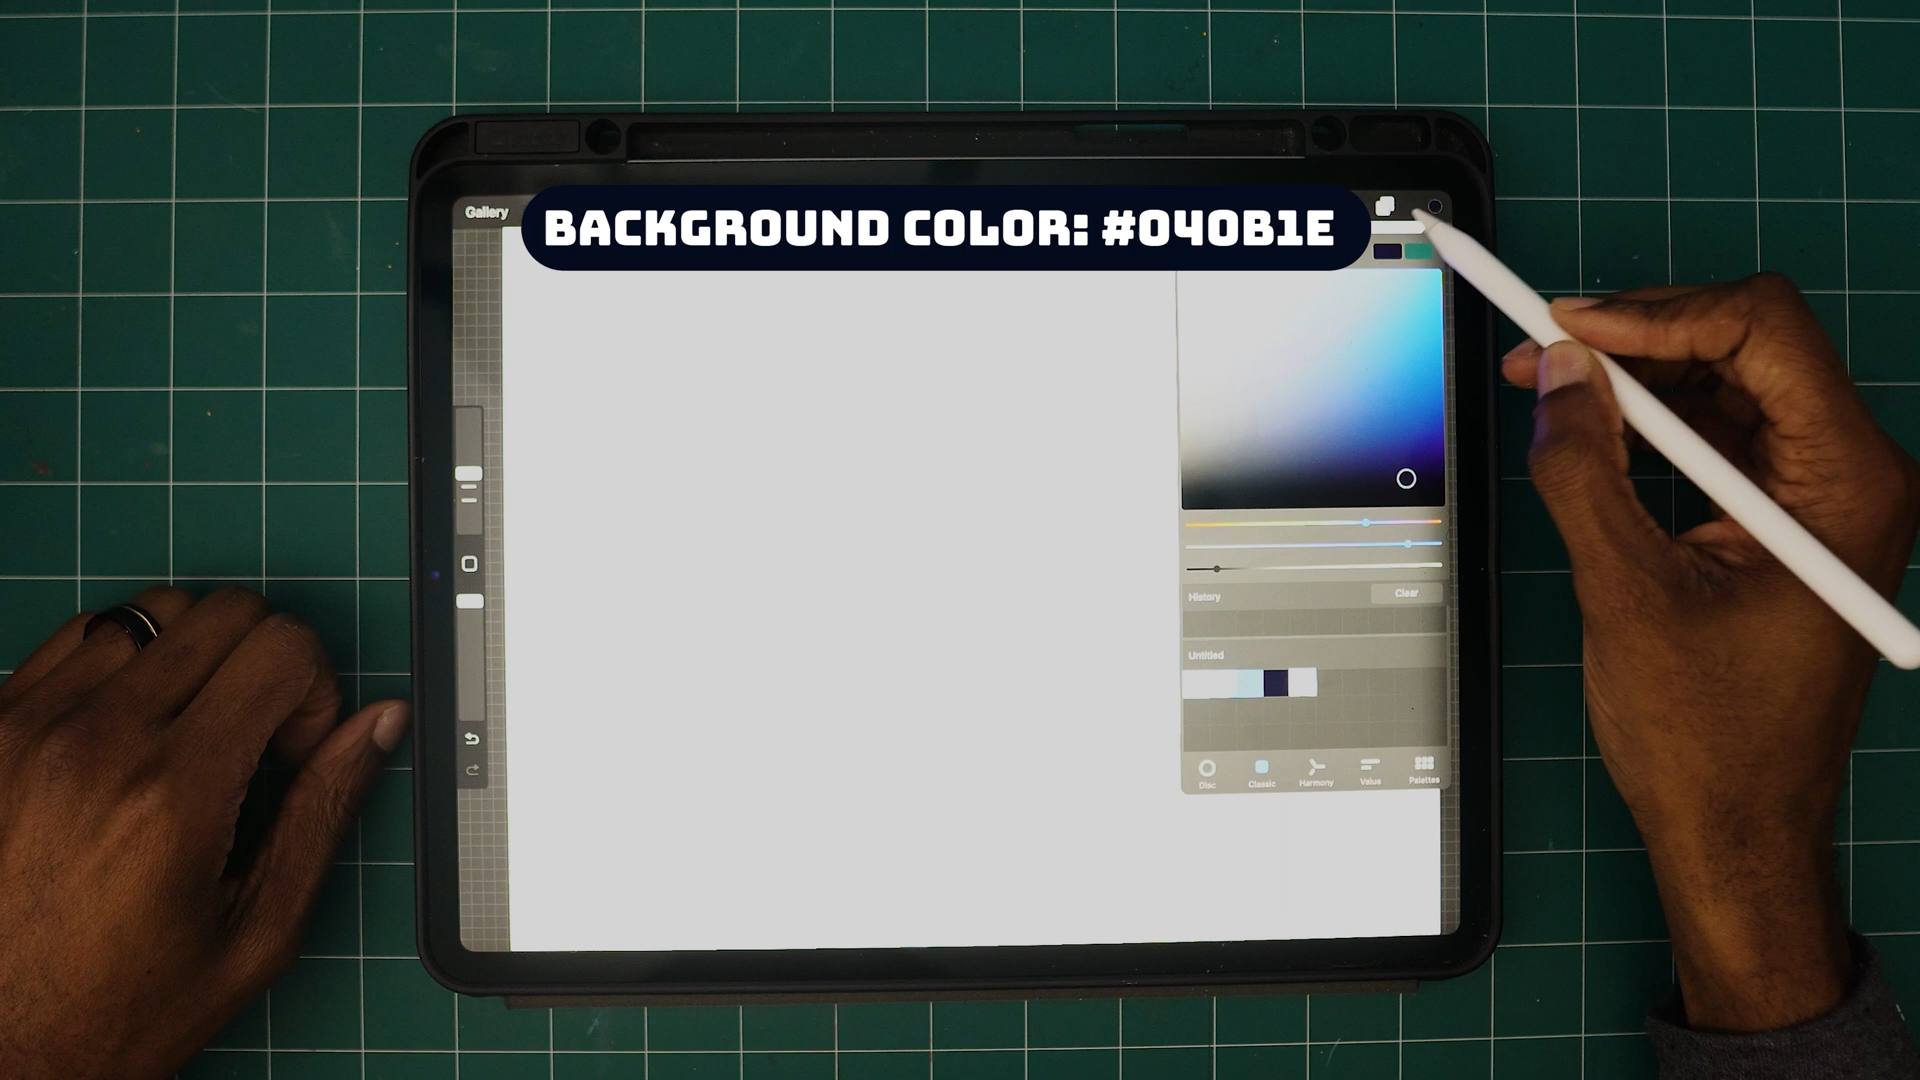 Gallery
BACKGROUND COLOR: #040B1E
History
Clear
Untitled
Disc
Classic
Harmony
Value
Palettes